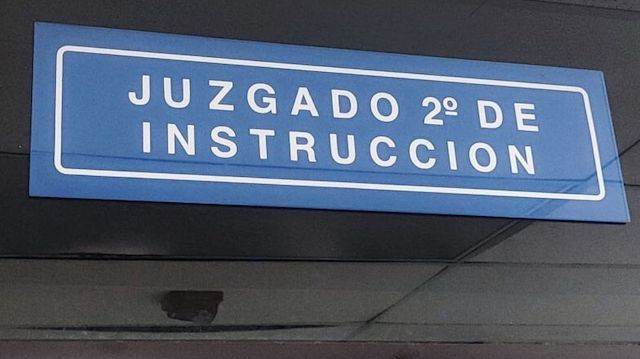 JUZGADO 2º DE
INSTRUCCION